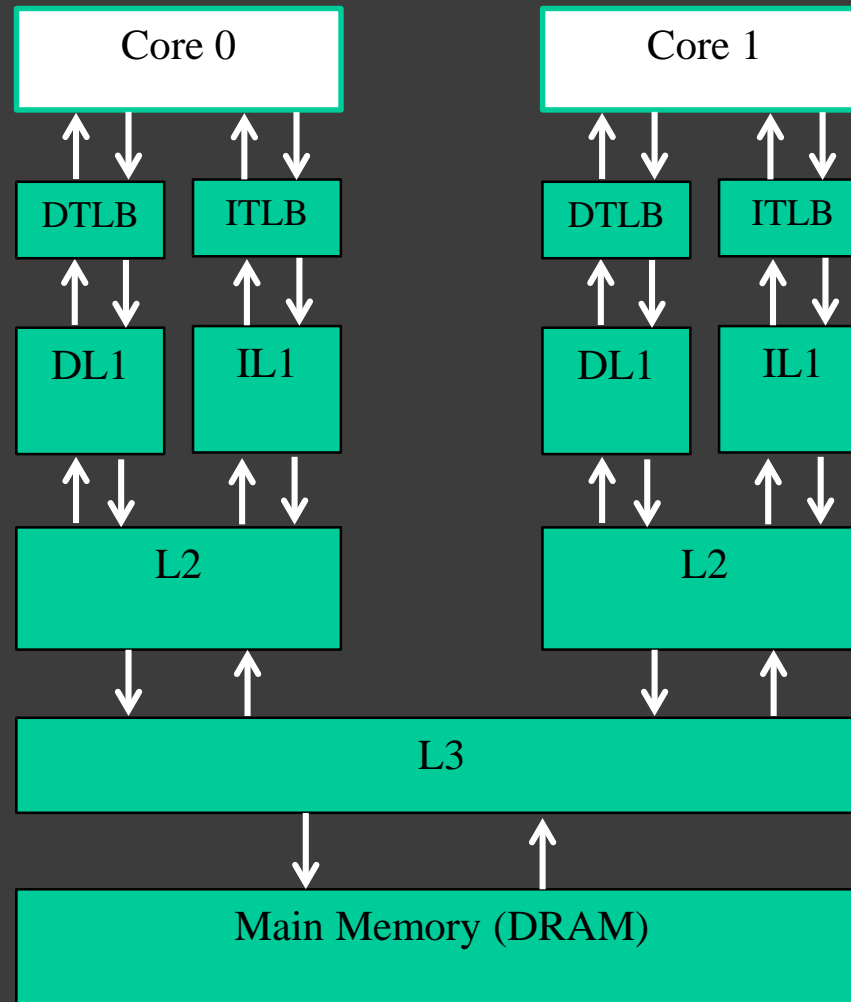 Core 0
Core 1
DTLB
ITLB
DTLB
ITLB
DL1
IL1
DL1
IL1
L2
L2
L3
Main Memory (DRAM)